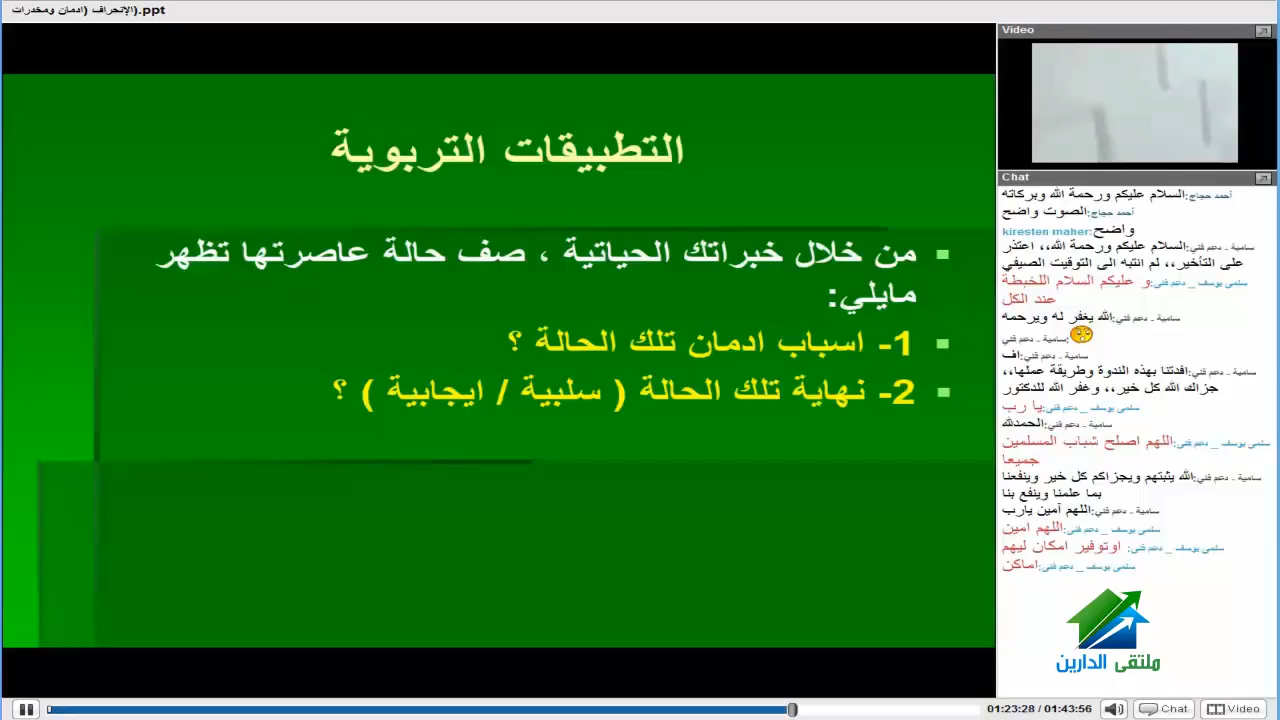 الإنحراف (ادمان ومخدرات).ppt
التطبيقات التربوية
من خلال خبراتك الحياتية ، صف حالة عاصرتها تظهر
مايلي:
1- اسباب ادمان تلك الحالة ؟
2- نهاية تلك الحالة ( سلبية / ايجابية ) ؟
Video
Chat
أحمد حجاج:السلام عليكم ورحمة الله وبركاته
أحمد حجاج:الصوت واضح
kiresten maher:واضح
سامية - دعم فني:السلام عليكم ورحمة الله،، اعتذر
على التأخير،، لم انتبه الى التوقيت الصيفي
سلمى يوسف _ دعم فني:و عليكم السلام اللخبطة
عند الكل
سامية - دعم فني:الله يغفر له ويرحمه
سامية - دعم فني:
سامية - دعم فني:اف
سامية - دعم فني:افدتنا بهذه الندوة وطريقة عملها،،
جزاك الله كل خير،، وغفر الله للدكتور
سلمى يوسف _ دعم فني:يا رب
سامية - دعم فني:الحمدلله
سلمى يوسف _ دعم فني:اللهم اصلح شباب المسلمين
جميعا
سامية - دعم فني:الله يثبتهم ويجزاكم كل خير وينفعنا
بما علمنا وينفع بنا
سامية - دعم فني:اللهم آمين يارب
سلمى يوسف _ دعم فني:اللهم امين
سلمى يوسف _ دعم فني: اوتوفير امكان ليهم
سلمى يوسف _ دعم فني:اماكن
ملتقى الدارين
01:23:28 / 01:43:56
Chat
Video